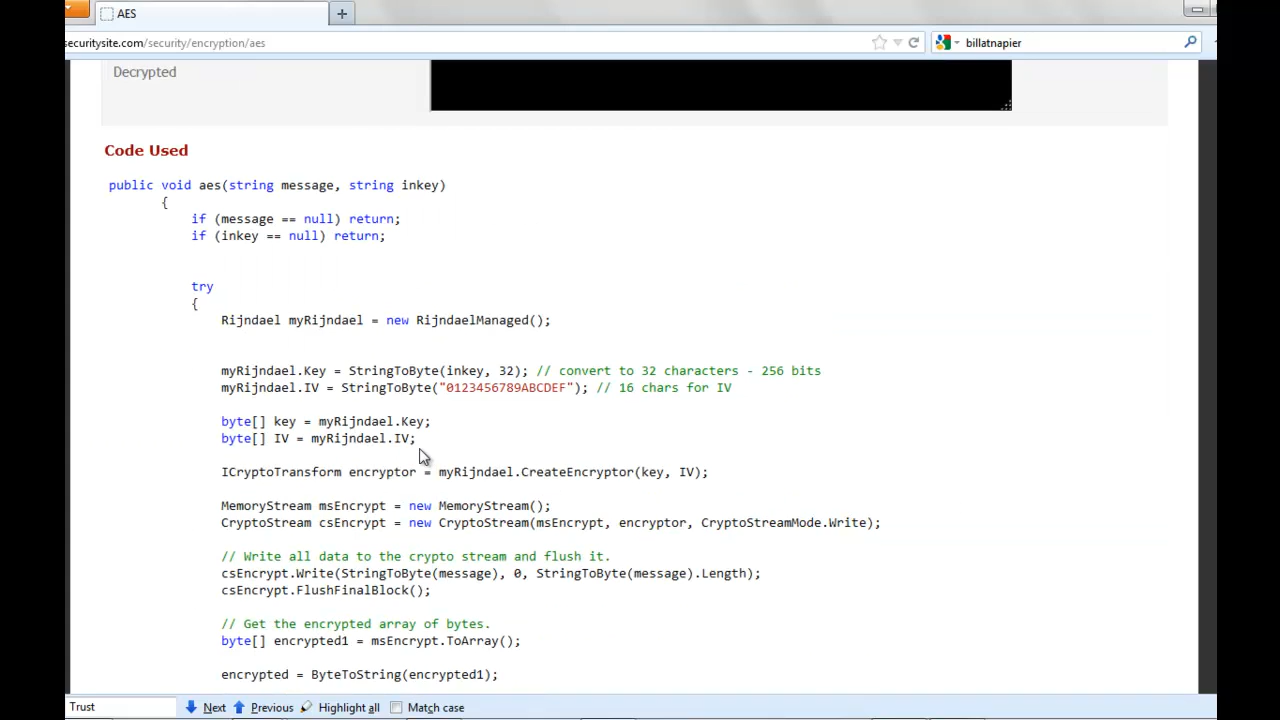 AES
securitysite.com/security/encryption/aes
billatnapier
Decrypted
Code Used
public void aes(string message, string inkey)
{
if (message == null) return;
if (inkey == null) return;
try
{
Rijndael myRijndael = new RijndaelManaged();
myRijndael.Key = StringToByte(inkey, 32); // convert to 32 characters - 256 bits
myRijndael.IV = StringToByte("0123456789ABCDEF"); // 16 chars for IV
byte[] key = myRijndael.Key;
byte[] IV = myRijndael.IV;
ICryptoTransform encryptor = myRijndael.CreateEncryptor(key, IV);
MemoryStream msEncrypt = new MemoryStream();
CryptoStream csEncrypt = new CryptoStream(msEncrypt, encryptor, CryptoStreamMode.Write);
// Write all data to the crypto stream and flush it.
csEncrypt.Write(StringToByte(message), 0, StringToByte(message).Length);
csEncrypt.FlushFinalBlock();
// Get the encrypted array of bytes.
byte[] encrypted1 = msEncrypt.ToArray();
encrypted = ByteToString(encrypted1);
Trust Next Previous Highlight all Match case